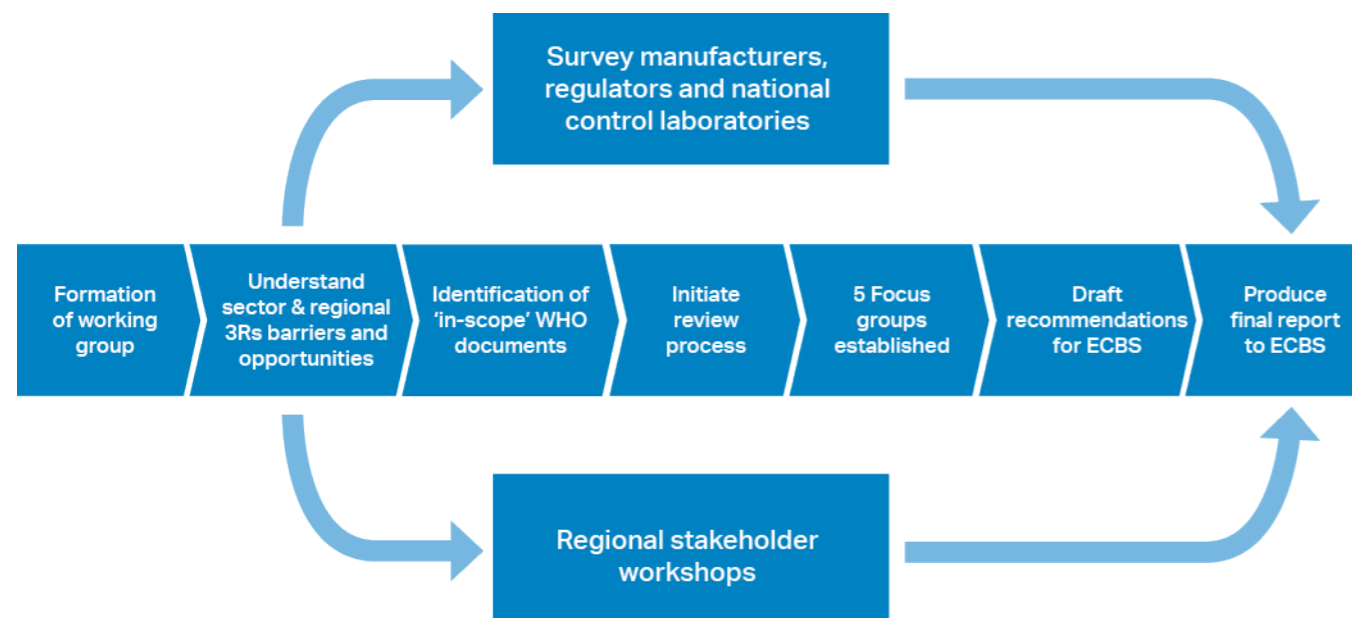 Survey manufacturers,
regulators and national
control laboratories
Formation
of working
group
Understand
sector & regional
3Rs barriers and
opportunities
Identification of
‘in-scope’ WHO
documents
Initiate
review
process
5 Focus
groups
established
Draft
recommendations
for ECBS
Produce
final report
to ECBS
Regional stakeholder
workshops